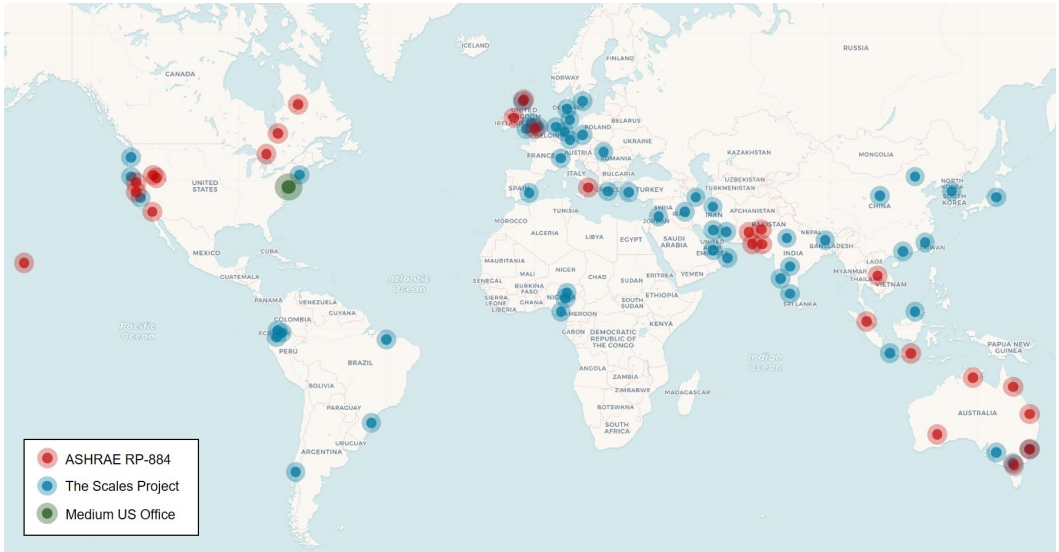 ICELAND
RUSSIA
FINLAND
CANADA
NORWAY
UNITED
IRELAND
BELARUS
POLAND
BELGIUM
UKRAINE
KAZAKHSTAN
FRANCE
AUSTRIA
ROMANIA
MONGOLIA
ITALY
BULGARIA
UZBEKISTAN
UNITED
STATES
SPAIN
GREECE
TURKEY
TURKMENISTAN
NORTH
KOREA
SOUTH
KOREA
CHINA
TUNISIA
SYRIA
IRAN
AFGHANISTAN
MOROCCO
JORDAN
PAKISTAN
ALGERIA
LIBYA
EGYPT
SAUDI
ARABIA
UNITED
ARAB
EMIRATES
NEPAL
BANGLADESH
TAIWAN
MEXICO
CUBA
INDIA
MAURITANIA
LAOS
GUATEMALA
MALI
NIGER
CHAD
SUDAN
ERITREA
YEMEN
MYANMAR
THAILAND
VIETNAM
SENEGAL
BURKINA
FASO
Atlantic
Ocean
SIERRA
LEONE
GHANA
NIGERIA
SOUTH
SUDAN
ETHIOPIA
SRI LANKA
PANAMA
VENEZUELA
LIBERIA
CAMEROON
GUYANA
COLOMBIA
Pacific
Ocean
GABON
DEMOCRATIC
REPUBLIC OF
THE CONGO
KENYA
PERU
BRAZIL
PAPUA NEW
GUINEA
Indian
Ocean
ANGOLA
ZAMBIA
BOLIVIA
ZIMBABWE
MADAGASCAR
PARAGUAY
BOTSWANA
AUSTRALIA
SOUTH
AFRICA
URUGUAY
ARGENTINA
ASHRAE RP-884
The Scales Project
Medium US Office